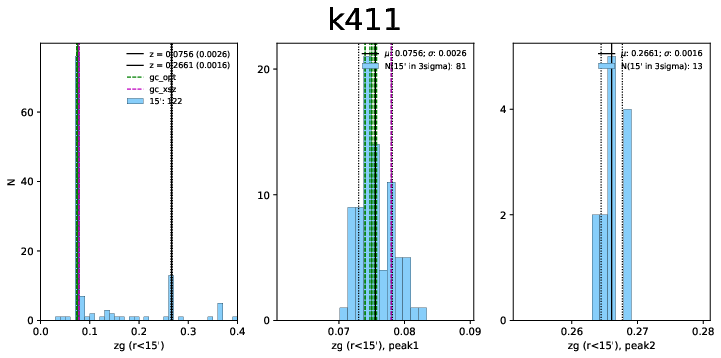 k411
z = 0.0756 (0.0026)
z = 0.2661 (0.0016)
gc_opt
gc_xsz
15': 122
N
0
20
40
60
0.0
0.1
0.2
0.3
0.4
zg (r<15')
μ: 0.0756; σ: 0.0026
N(15' in 3sigma): 81
0
10
20
0.07
0.08
0.09
zg (r<15'), peak1
μ: 0.2661; σ: 0.0016
N(15' in 3sigma): 13
0
2
4
0.26
0.27
0.28
zg (r<15'), peak2